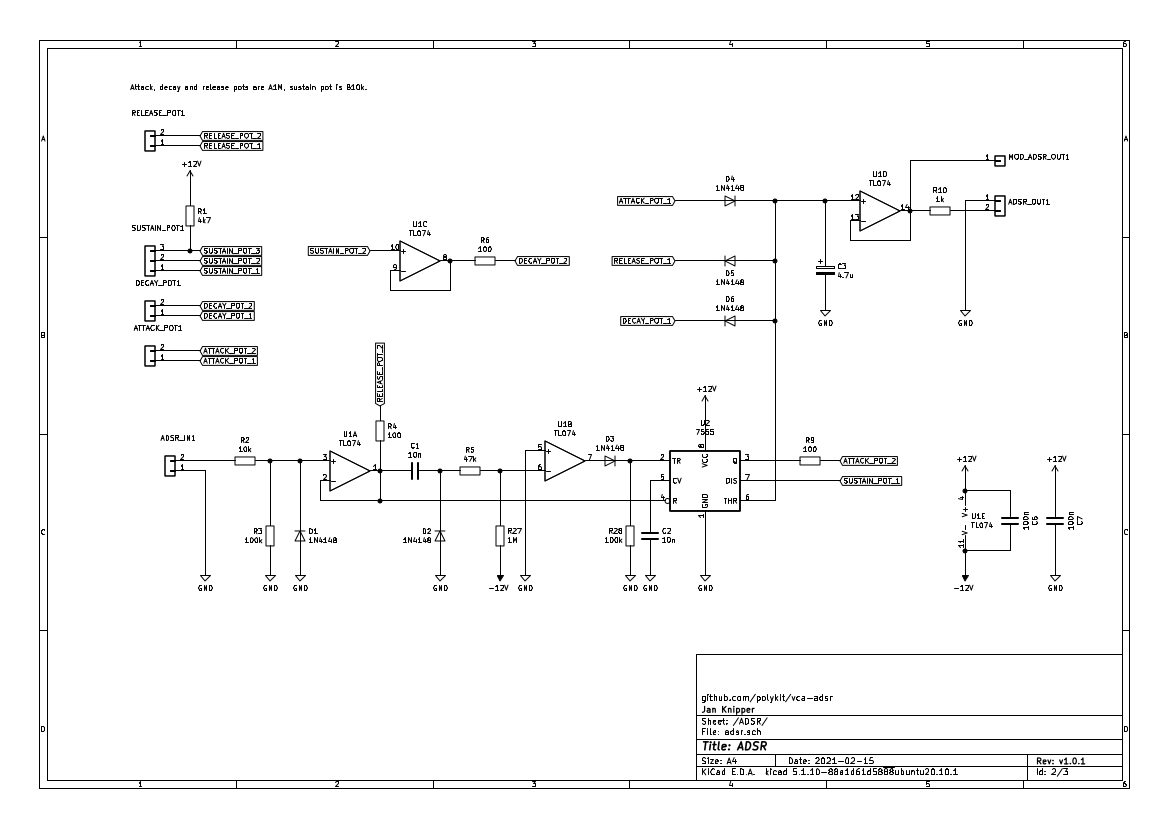 1 2 3 4 5 6
Attack, decay and release pots are A1M, sustain pot is B10k.
RELEASE_POT1
2 RELEASE_POT_2
1 RELEASE_POT_1
+12V
R1
4k7
SUSTAIN_POT1
3 SUSTAIN_POT_3
2 SUSTAIN_POT_2
1 SUSTAIN_POT_1
DECAY_POT1
2 DECAY_POT_2
1 DECAY_POT_1
ATTACK_POT1
2 ATTACK_POT_2
1 ATTACK_POT_1
SUSTAIN_POT_2
U1C
TL074
10
+
9
-
8
R6
100
DECAY_POT_2
ATTACK_POT_1
D4
1N4148
RELEASE_POT_1
D5
1N4148
D6
1N4148
DECAY_POT_1
+
C3
4.7u
GND
U1D
TL074
12
+
13
-
14
R10
1k
1 MOD_ADSR_OUT1
1
2
ADSR_OUT1
GND
ADSR_IN1
2
1
GND
R2
10k
R3
100k
GND
D1
1N4148
GND
U1A
TL074
3
+
2
-
1
RELEASE_POT_2
R4
100
C1
10n
D2
1N4148
GND
R5
47k
R27
1M
-12V
U1B
TL074
5
+
6
-
7
GND
D3
1N4148
R28
100k
GND
C2
10n
GND
+12V
U2
7555
8
VCC
2 TR
5 CV
4 R
Q 3
DIS 7
THR 6
GND
1
GND
R9
100
ATTACK_POT_2
SUSTAIN_POT_1
+12V
4
V+
U1E
TL074
V-
11
-12V
100n
C6
+12V
100n
C7
GND
A A
B B
C C
D D
github.com/polykit/vca-adsr
Jan Knipper
Sheet: /ADSR/
File: adsr.sch
Title: ADSR
Size: A4 Date: 2021-02-15 Rev: v1.0.1
KiCad E.D.A. kicad 5.1.10-88a1d61d5888ubuntu20.10.1 Id: 2/3
1 2 3 4 5 6